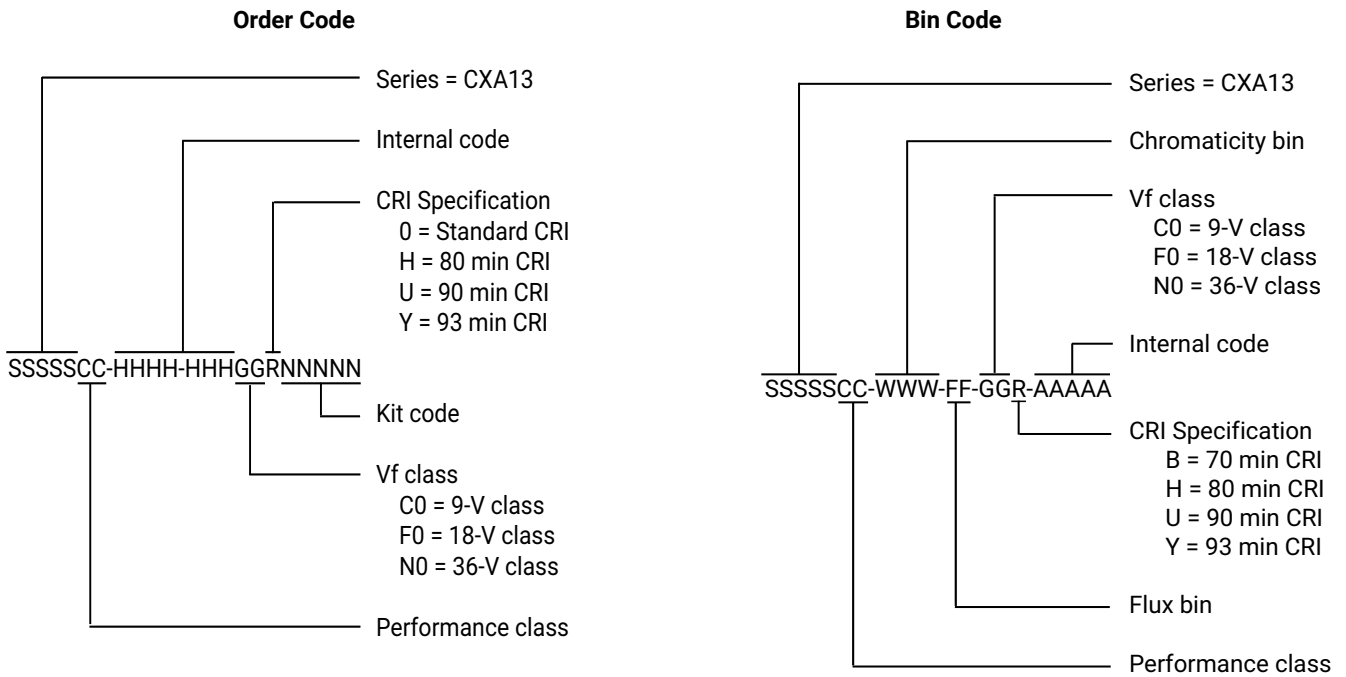 Order Code
Series = CXA13
Internal code
CRI Specification
0 = Standard CRI
H = 80 min CRI
U = 90 min CRI
Y = 93 min CRI
SSSSSCC-HHHH-HHHGGRNNNNN
Kit code
Vf class
C0 = 9-V class
F0 = 18-V class
N0 = 36-V class
Performance class
Bin Code
Series = CXA13
Chromaticity bin
Vf class
C0 = 9-V class
F0 = 18-V class
N0 = 36-V class
Internal code
SSSSSCC-WWW-FF-GGR-AAAAA
CRI Specification
B = 70 min CRI
H = 80 min CRI
U = 90 min CRI
Y = 93 min CRI
Flux bin
Performance class